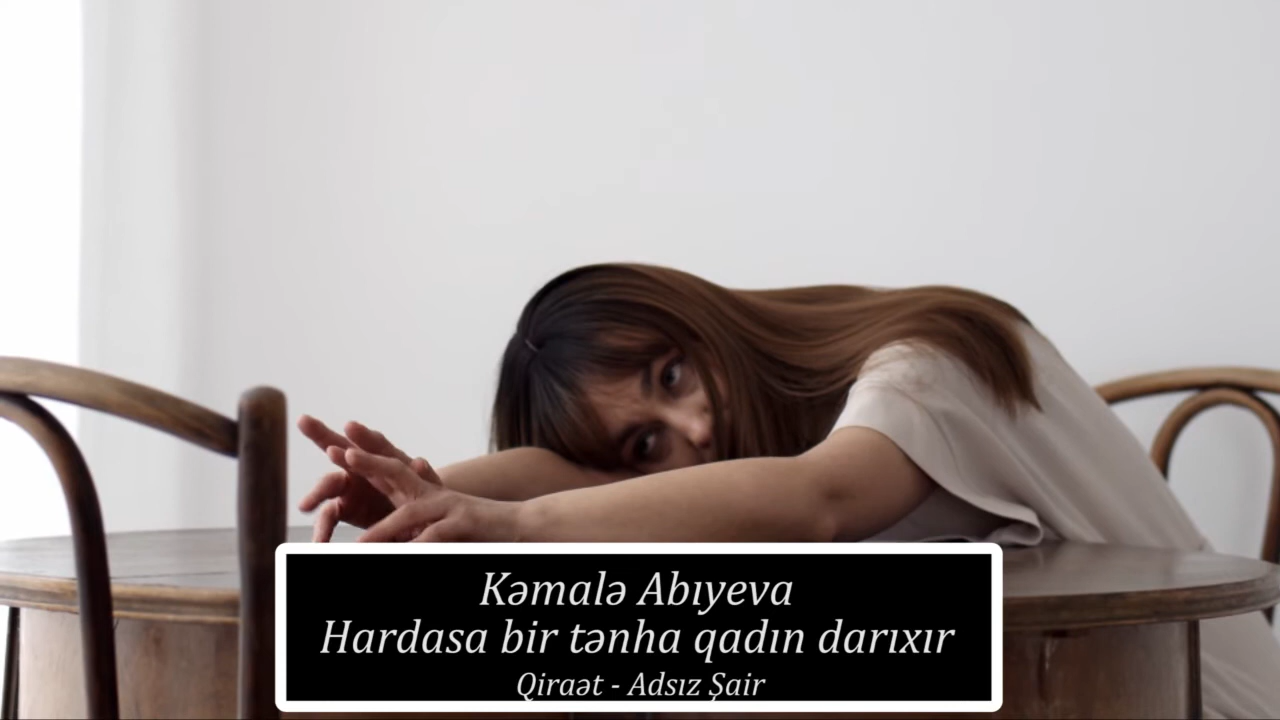 Kəmalə Abıyeva
Hardasa bir tənha qadın darıxır
Qiraət - Adsız Şair